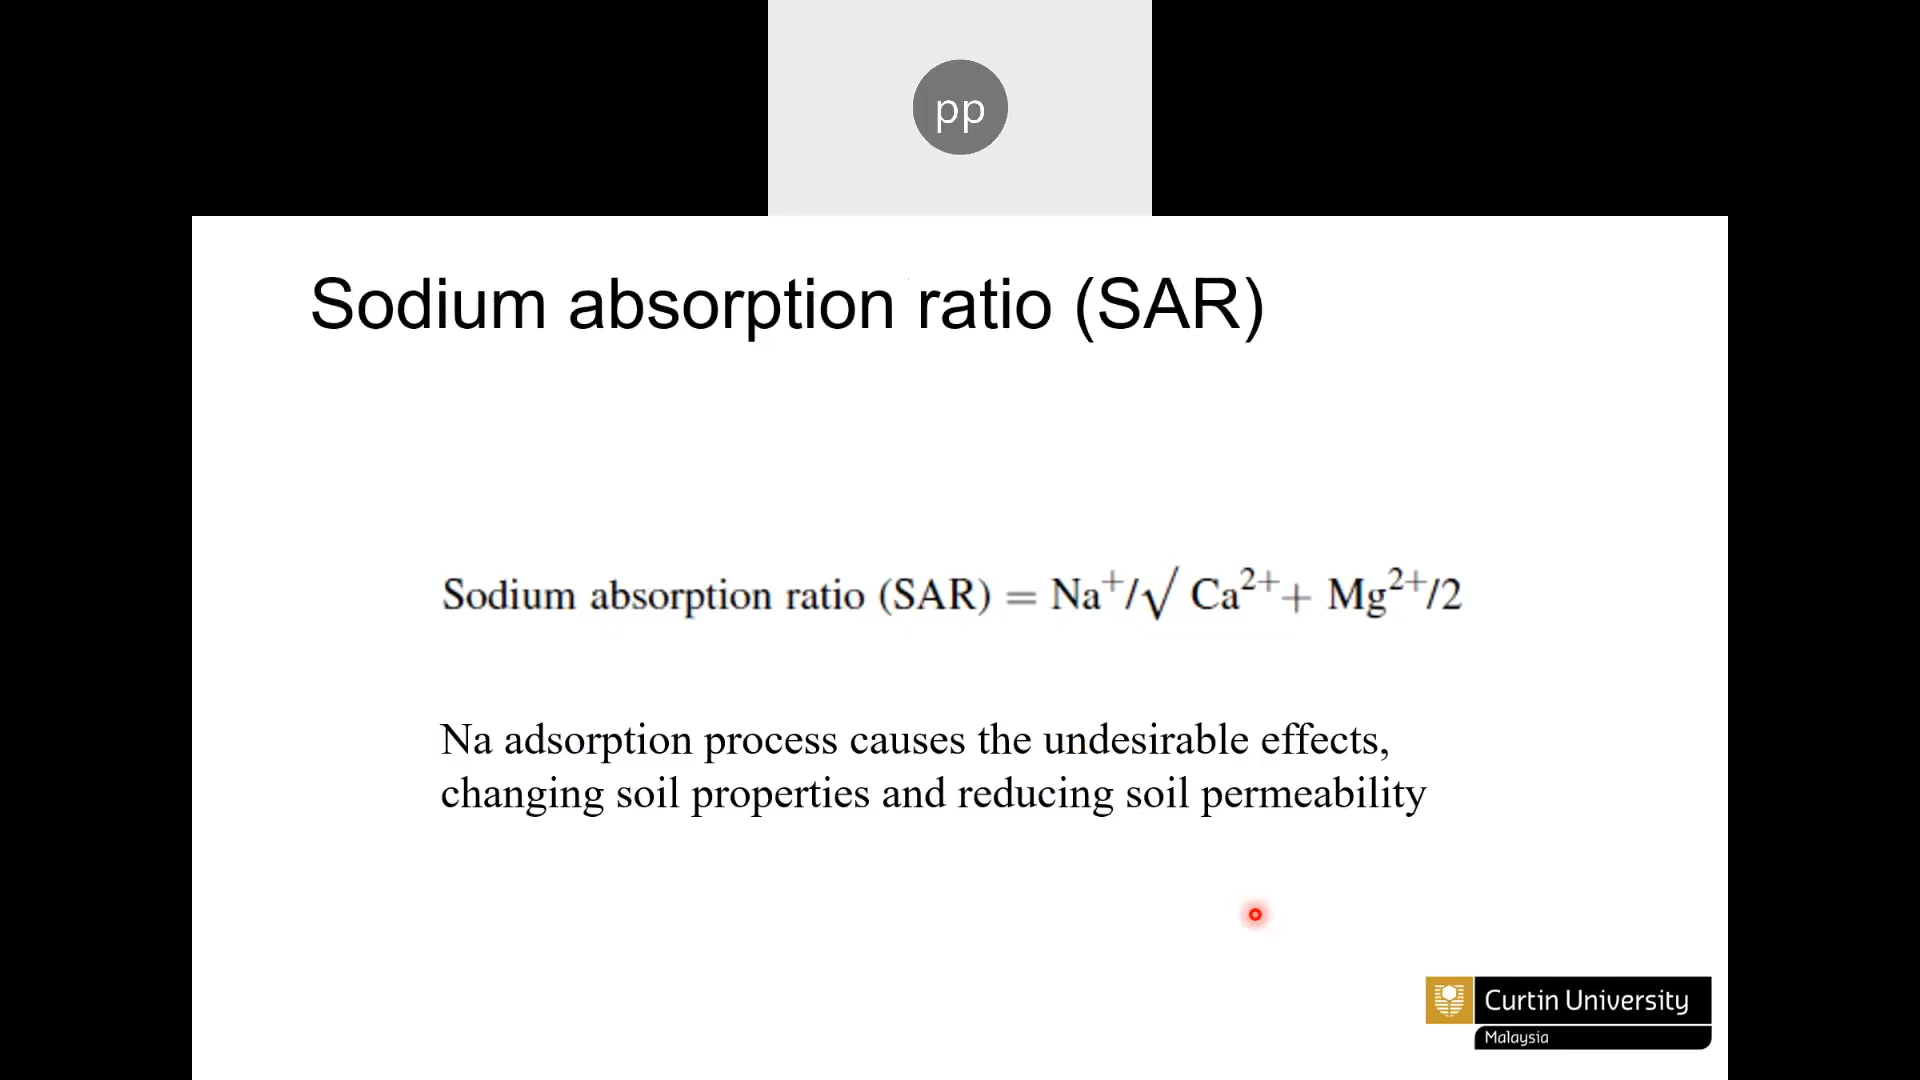 pp
Sodium absorption ratio (SAR)
Sodium absorption ratio (SAR) = Na⁺/√ Ca²⁺+ Mg²⁺/2
Na adsorption process causes the undesirable effects,
changing soil properties and reducing soil permeability
Curtin University
Malaysia